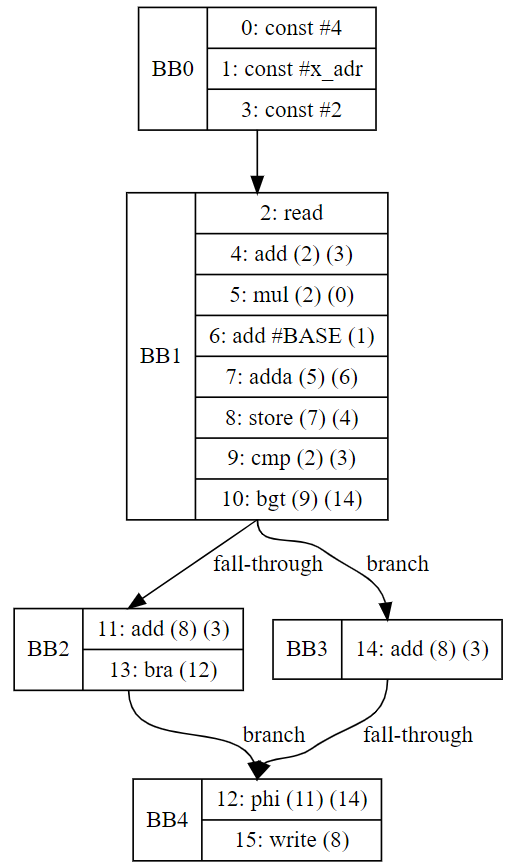 BB0
0: const #4
1: const #x_adr
3: const #2
BB1
2: read
4: add (2) (3)
5: mul (2) (0)
6: add #BASE (1)
7: adda (5) (6)
8: store (7) (4)
9: cmp (2) (3)
10: bgt (9) (14)
fall-through
branch
BB2
11: add (8) (3)
13: bra (12)
BB3
14: add (8) (3)
branch
fall-through
BB4
12: phi (11) (14)
15: write (8)